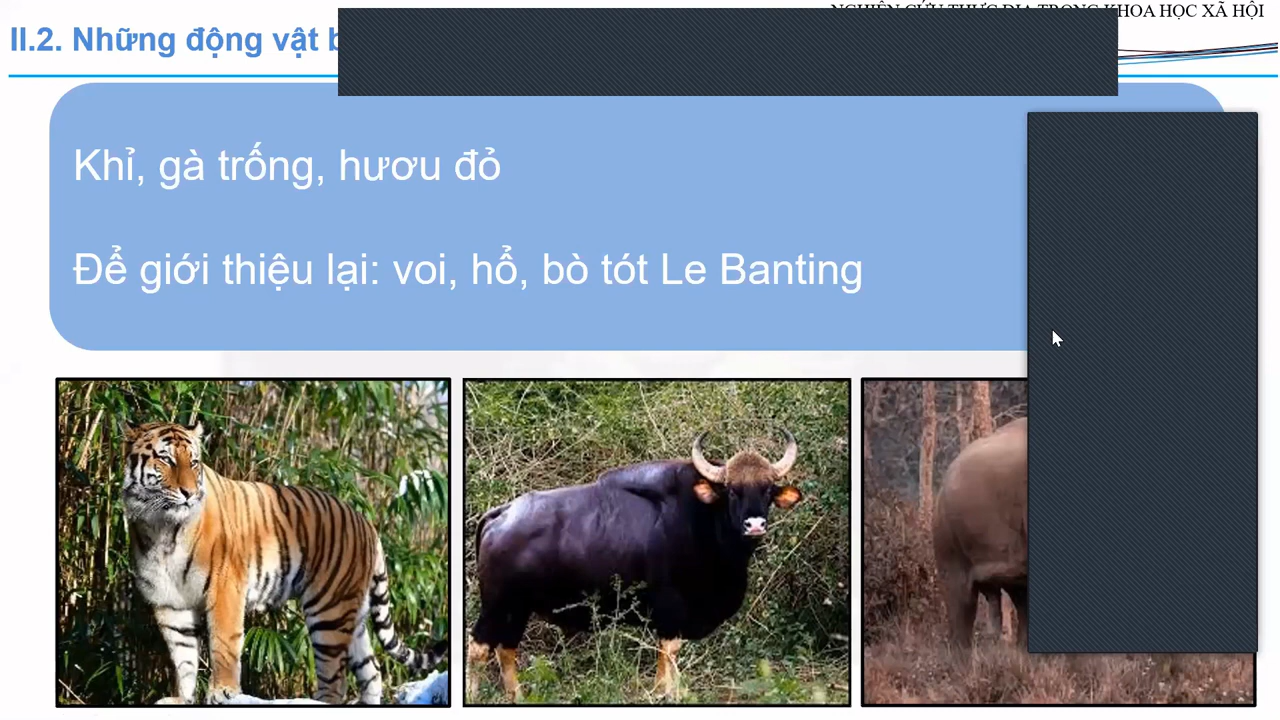 KHOA HỌC XÃ HỘI
II.2. Những động vật
Khỉ, gà trống, hươu đỏ
Để giới thiệu lại: voi, hổ, bò tót Le Banting